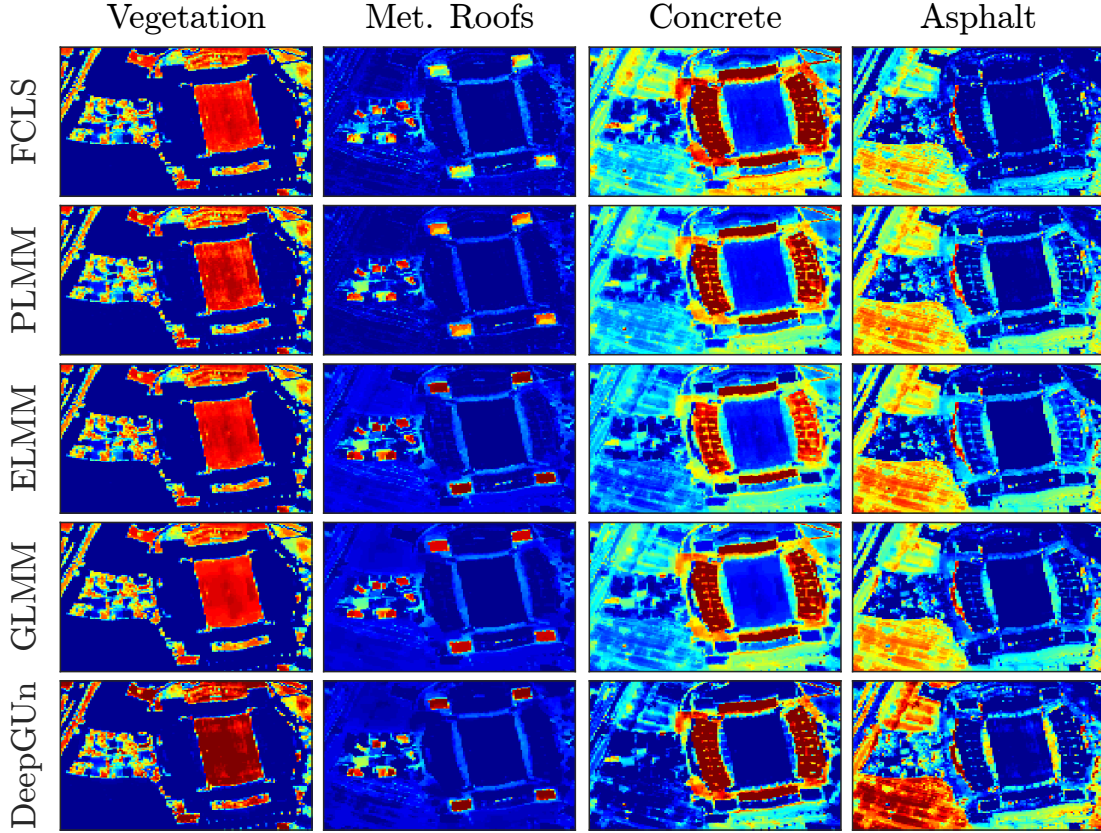 Vegetation Met. Roofs Concrete Asphalt
FCLS
PLMM
ELMM
GLMM
DeepGUn